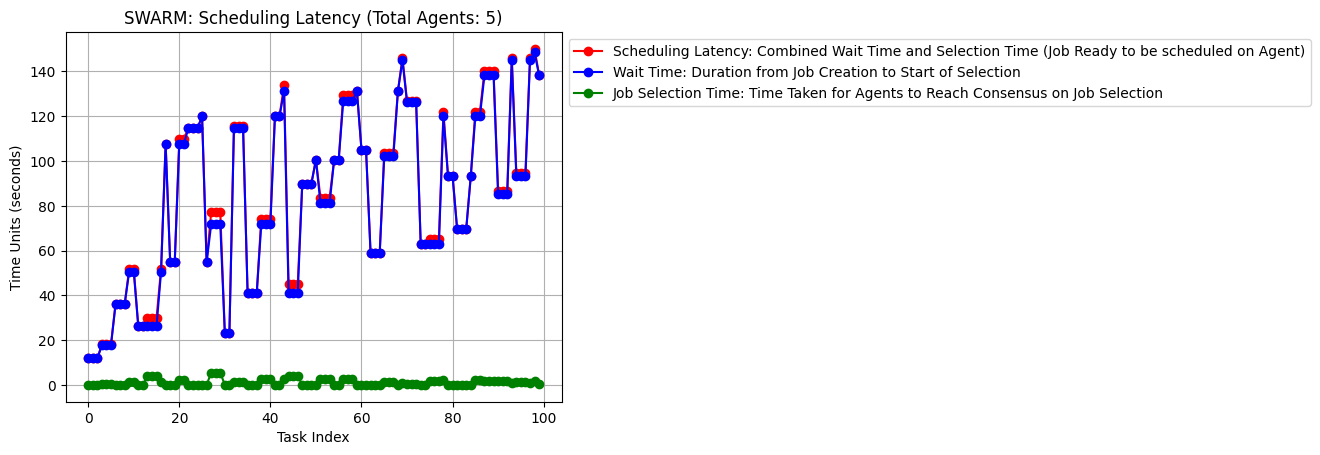 SWARM: Scheduling Latency (Total Agents: 5)
Scheduling Latency: Combined Wait Time and Selection Time (Job Ready to be scheduled on Agent)
Wait Time: Duration from Job Creation to Start of Selection
Job Selection Time: Time Taken for Agents to Reach Consensus on Job Selection
Time Units (seconds)
140
120
100
80
60
40
20
0
0 20 40 60 80 100
Task Index